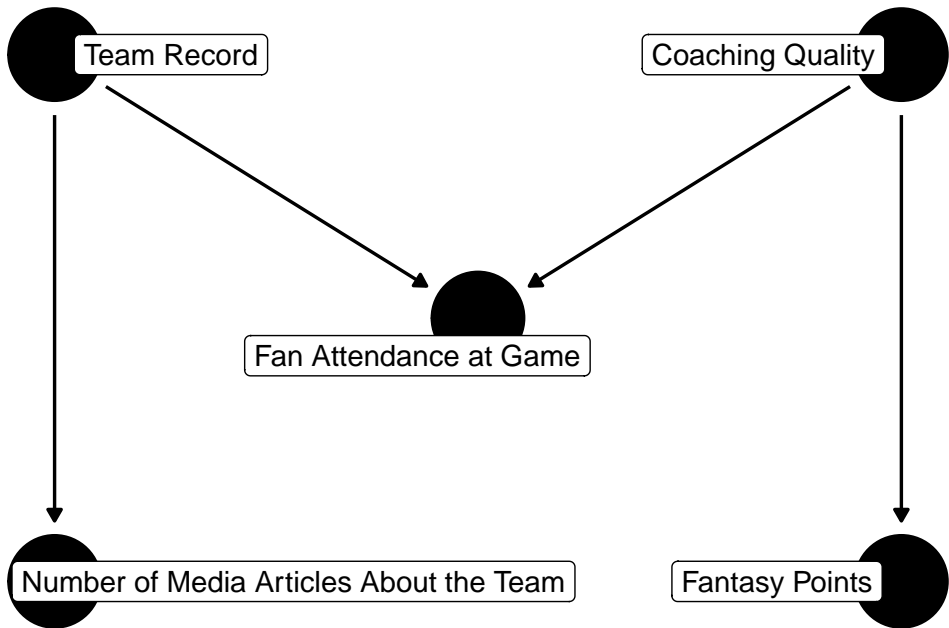 Team Record
Coaching Quality
Fan Attendance at Game
Number of Media Articles About the Team
Fantasy Points